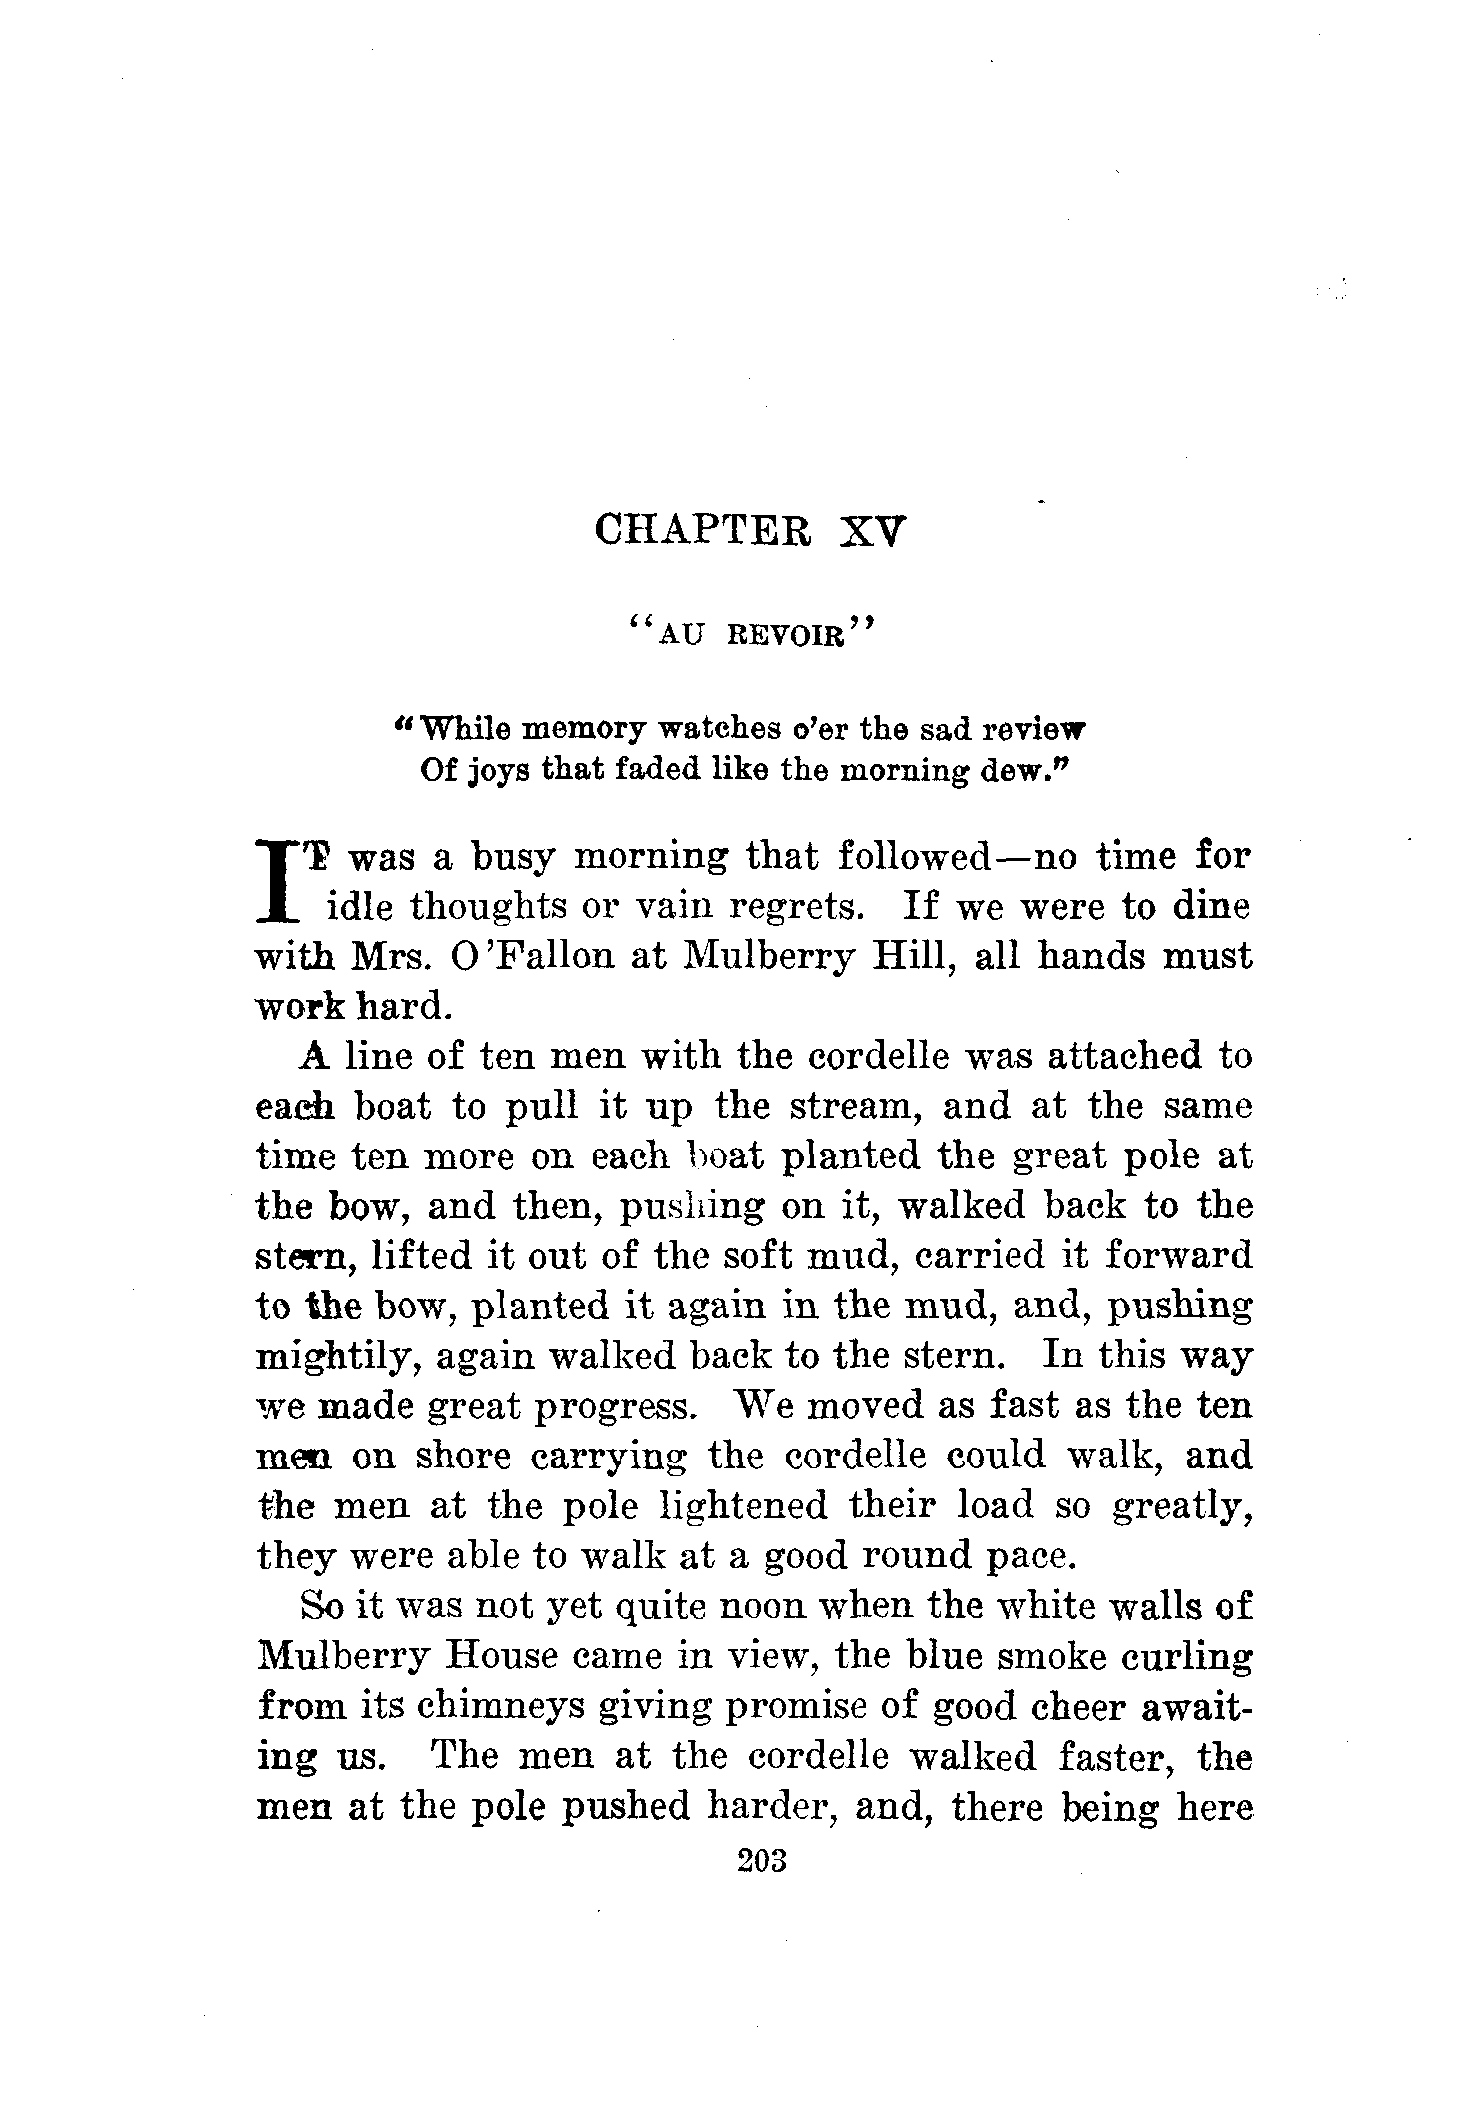 CHAPTER XV
"AU REVOIR"
"While memory watches o'er the sad review
Of joys that faded like the morning dew."
IT was a busy morning that followed—no time for
idle thoughts or vain regrets. If we were to dine
with Mrs. O'Fallon at Mulberry Hill, all hands must
work hard.
A line of ten men with the cordelle was attached to
each boat to pull it up the stream, and at the same
time ten more on each boat planted the great pole at
the bow, and then, pushing on it, walked back to the
stern, lifted it out of the soft mud, carried it forward
to the bow, planted it again in the mud, and, pushing
mightily, again walked back to the stern. In this way
we made great progress. We moved as fast as the ten
men on shore carrying the cordelle could walk, and
the men at the pole lightened their load so greatly,
they were able to walk at a good round pace.
So it was not yet quite noon when the white walls of
Mulberry House came in view, the blue smoke curling
from its chimneys giving promise of good cheer await-
ing us. The men at the cordelle walked faster, the
men at the pole pushed harder, and, there being here
203